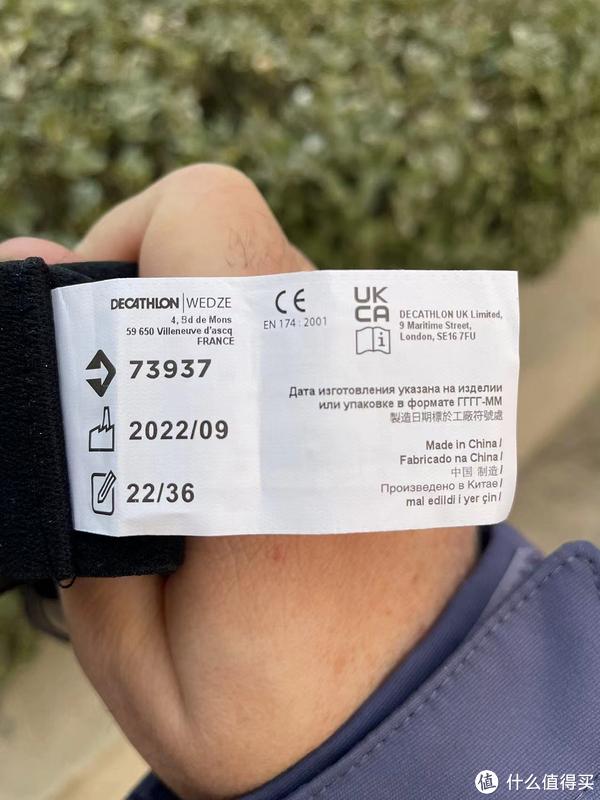 DECATHLON | WEDZE
4, Bd de Mons
59 650 Villeneuve d'ascq
FRANCE
73937
2022/09
22/36
CE
EN 174 : 2001
UK
CA
DECATHLON UK Limited,
9 Maritime Street,
London, SE16 7FU
Дата изготовления указана на изделии
или упаковке в формате ГГГГ-ММ
製造日期標於工廠符號處
Made in China /
Fabricado na China /
中国 制造 /
Произведено в Китае /
mal edildi i yer çin /
值 什么值得买